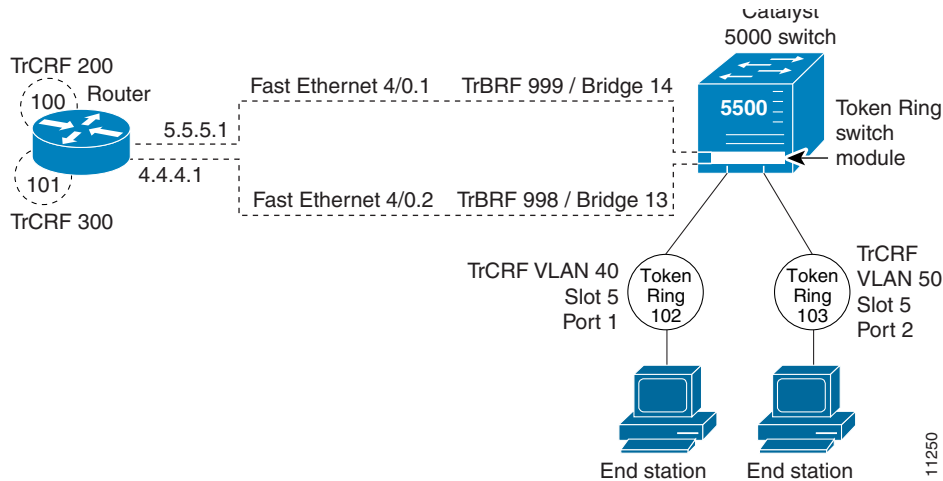 Catalyst
5000 switch
TrCRF 200
100
Router
Fast Ethernet 4/0.1
TrBRF 999 / Bridge 14
5500
Token Ring
switch
module
5.5.5.1
4.4.4.1
101
TrCRF 300
Fast Ethernet 4/0.2
TrBRF 998 / Bridge 13
TrCRF VLAN 40
Slot 5
Port 1
Token
Ring
102
Token
Ring
103
TrCRF
VLAN 50
Slot 5
Port 2
End station
End station
11250